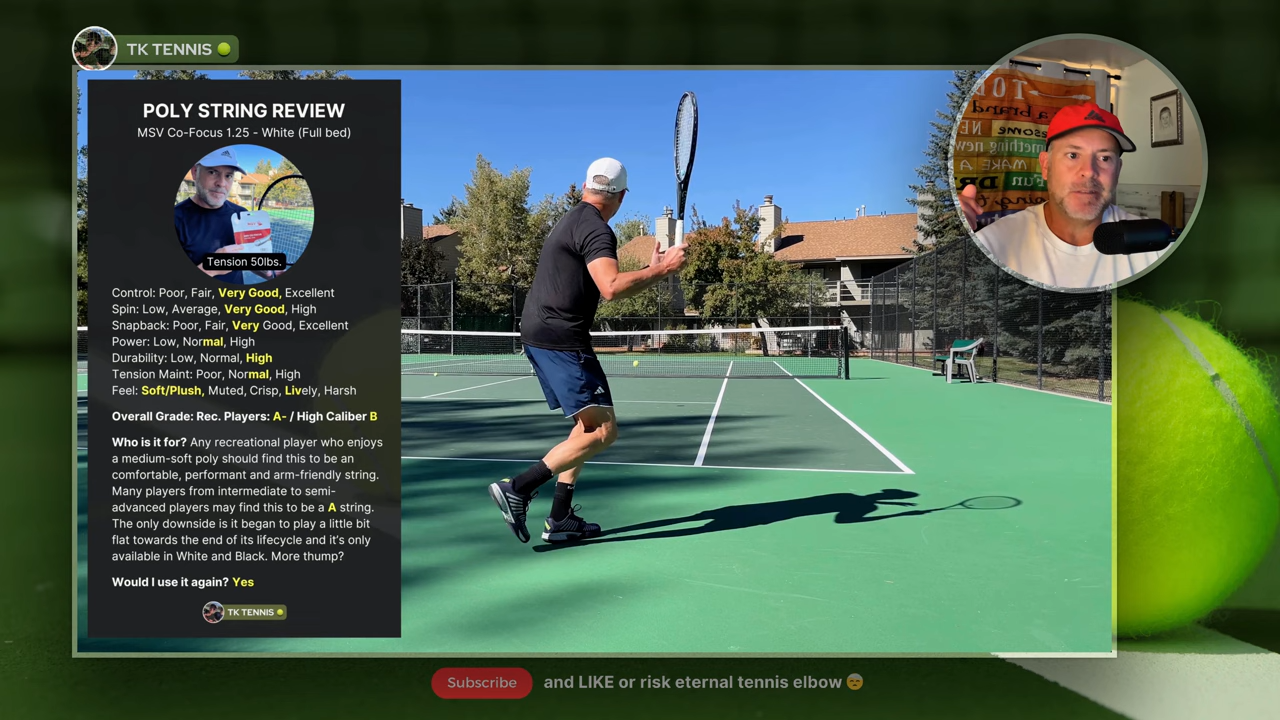 TK TENNIS
POLY STRING REVIEW
MSV Co-Focus 1.25 - White (Full bed)
Tension 50lbs.
Control: Poor, Fair, Very Good, Excellent
Spin: Low, Average, Very Good, High
Snapback: Poor, Fair, Very Good, Excellent
Power: Low, Normal, High
Durability: Low, Normal, High
Tension Maint: Poor, Normal, High
Feel: Soft/Plush, Muted, Crisp, Lively, Harsh
Overall Grade: Rec. Players: A- / High Caliber B
Who is it for? Any recreational player who enjoys
a medium-soft poly should find this to be an
comfortable, performant and arm-friendly string.
Many players from intermediate to semi-
advanced players may find this to be a A string.
The only downside is it began to play a little bit
flat towards the end of its lifecycle and it's only
available in White and Black. More thump?
Would I use it again? Yes
TK TENNIS
Subscribe and LIKE or risk eternal tennis elbow 😔